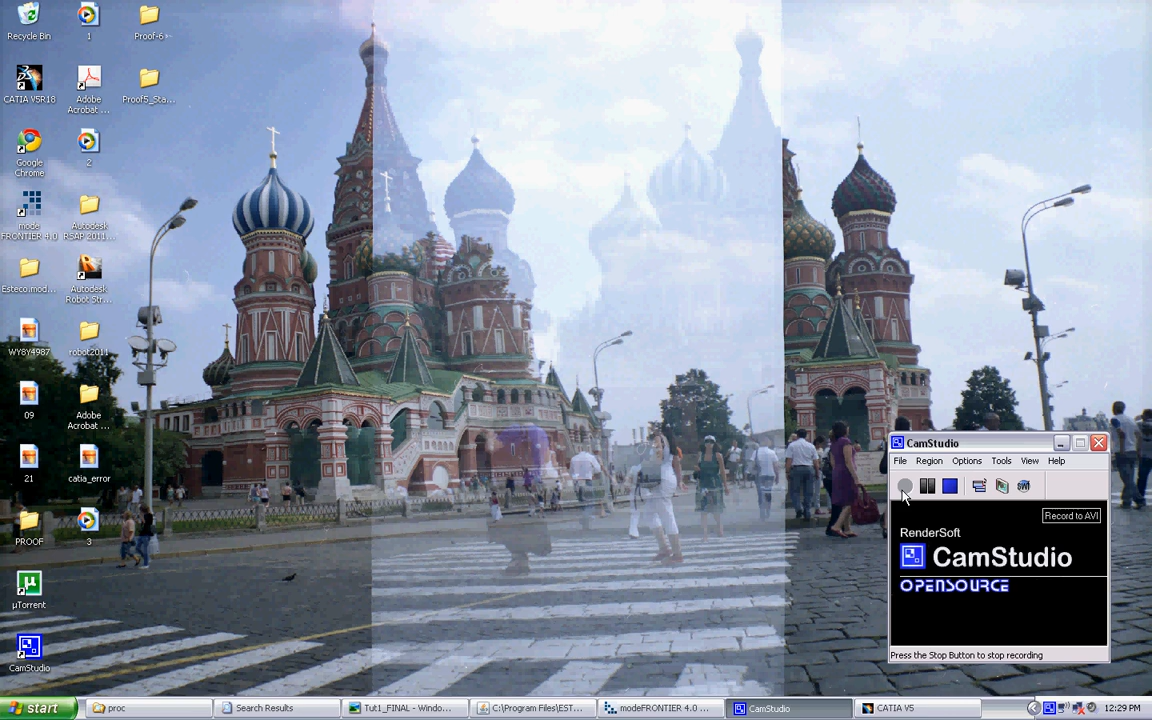 Recycle Bin
1
Proof-6
CATIA V5R18
Adobe
Acrobat ...
Proof5_Sta...
Google
Chrome
2
mode
FRONTIER 4.0
Autodesk
RSAP 2011...
Esteco.mod...
Autodesk
Robot Str...
WY8Y4987
robot2011
09
Adobe
Acrobat ...
21
catia_error
PROOF
3
µTorrent
CamStudio
CamStudio
File Region Options Tools View Help
Record to AVI
RenderSoft
CamStudio
OPENSOURCE
Press the Stop Button to stop recording
start
proc
Search Results
Tut1_FINAL - Windo...
C:\Program Files\EST...
modeFRONTIER 4.0 ...
CamStudio
CATIA V5
12:29 PM